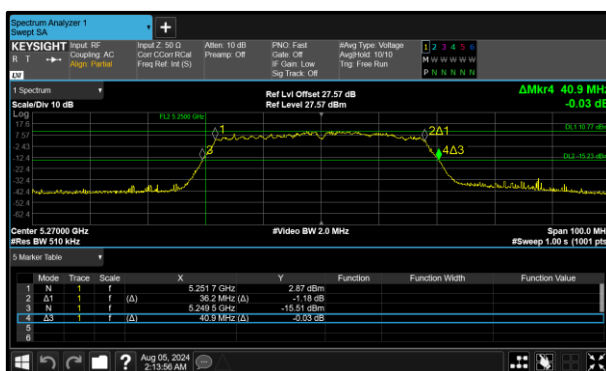 Spectrum Analyzer 1
Swept SA
KEYSIGHT Input: RF Input Z: 50 Ω Atten: 10 dB PNO: Fast #Avg Type: Voltage 1 2 3 4 5 6
R T Coupling: AC Corr CCorr RCal Preamp: Off Gate: Off Avg|Hold: 10/10 M W W W W W
Align: Partial Freq Ref: Int (S) IF Gain: Low Trig: Free Run
Sig Track: Off P N N N N N
LXI
1 Spectrum Ref Lvl Offset 27.57 dB ΔMkr4 40.9 MHz
Scale/Div 10 dB Ref Level 27.57 dBm -0.03 dB
Log
17.6
7.57
-2.43
-12.4
-22.4
-32.4
-42.4
-52.4
-62.4
FL2 5.2500 GHz
1
2Δ1
DL1 10.77 dBm
3
4Δ3
DL2 -15.23 dBm
Center 5.27000 GHz #Video BW 2.0 MHz Span 100.0 MHz
#Res BW 510 kHz #Sweep 1.00 s (1001 pts)
5 Marker Table
Mode Trace Scale X Y Function Function Width Function Value
1 N 1 f 5.251 7 GHz 2.87 dBm
2 Δ1 1 f (Δ) 36.2 MHz (Δ) -1.18 dB
3 N 1 f 5.249 5 GHz -15.51 dBm
4 Δ3 1 f (Δ) 40.9 MHz (Δ) -0.03 dB
5
6
? Aug 05, 2024
2:13:56 AM